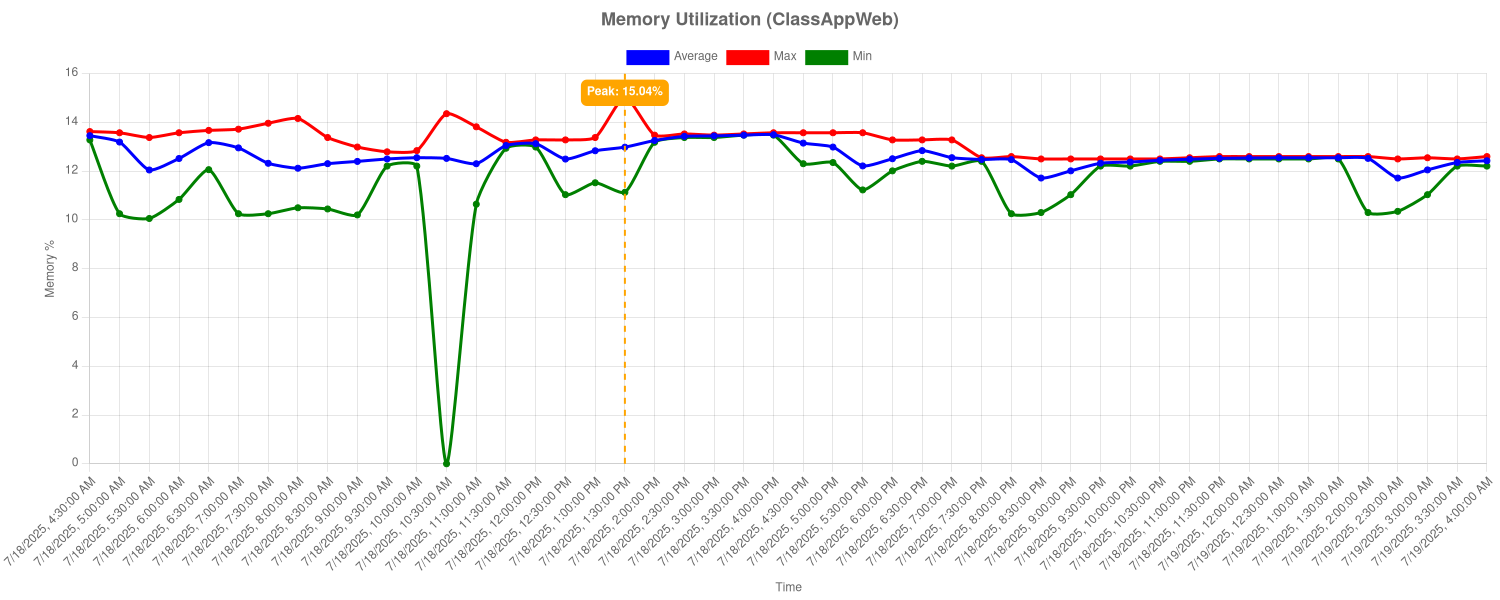 Memory Utilization (ClassAppWeb)
Average Max Min
Peak: 15.04%
16
14
12
10
8
6
4
2
0
Memory %
7/18/2025, 4:30:00 AM
7/18/2025, 5:00:00 AM
7/18/2025, 5:30:00 AM
7/18/2025, 6:00:00 AM
7/18/2025, 6:30:00 AM
7/18/2025, 7:00:00 AM
7/18/2025, 7:30:00 AM
7/18/2025, 8:00:00 AM
7/18/2025, 8:30:00 AM
7/18/2025, 9:00:00 AM
7/18/2025, 9:30:00 AM
7/18/2025, 10:00:00 AM
7/18/2025, 10:30:00 AM
7/18/2025, 11:00:00 AM
7/18/2025, 11:30:00 AM
7/18/2025, 12:00:00 PM
7/18/2025, 12:30:00 PM
7/18/2025, 1:00:00 PM
7/18/2025, 1:30:00 PM
7/18/2025, 2:00:00 PM
7/18/2025, 2:30:00 PM
7/18/2025, 3:00:00 PM
7/18/2025, 3:30:00 PM
7/18/2025, 4:00:00 PM
7/18/2025, 4:30:00 PM
7/18/2025, 5:00:00 PM
7/18/2025, 5:30:00 PM
7/18/2025, 6:00:00 PM
7/18/2025, 6:30:00 PM
7/18/2025, 7:00:00 PM
7/18/2025, 7:30:00 PM
7/18/2025, 8:00:00 PM
7/18/2025, 8:30:00 PM
7/18/2025, 9:00:00 PM
7/18/2025, 9:30:00 PM
7/18/2025, 10:00:00 PM
7/18/2025, 10:30:00 PM
7/18/2025, 11:00:00 PM
7/18/2025, 11:30:00 PM
7/19/2025, 12:00:00 AM
7/19/2025, 12:30:00 AM
7/19/2025, 1:00:00 AM
7/19/2025, 1:30:00 AM
7/19/2025, 2:00:00 AM
7/19/2025, 2:30:00 AM
7/19/2025, 3:00:00 AM
7/19/2025, 3:30:00 AM
7/19/2025, 4:00:00 AM
Time